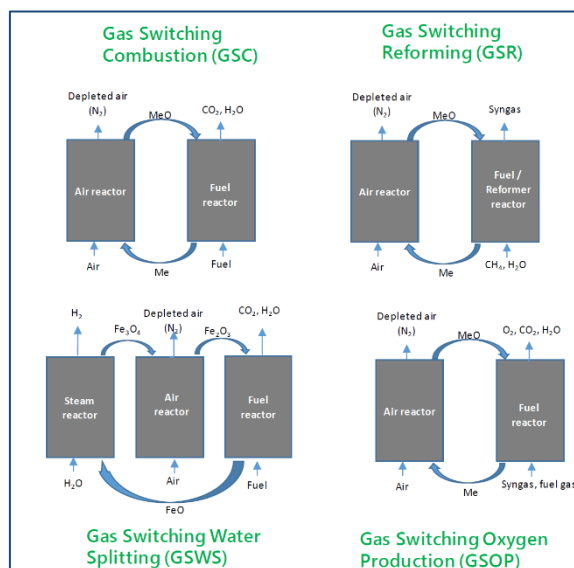 Gas Switching
Combustion (GSC)
Depleted air
(N₂)
MeO
CO₂, H₂O
Air reactor
Fuel
reactor
Air
Me
Fuel
Gas Switching
Reforming (GSR)
Depleted air
(N₂)
MeO
Syngas
Air reactor
Fuel /
Reformer
reactor
Air
Me
CH₄, H₂O
H₂
Fe₃O₄
Depleted air
(N₂)
Fe₂O₃
CO₂, H₂O
Steam
reactor
Air
reactor
Fuel
reactor
H₂O
Air
Fuel
FeO
Gas Switching Water
Splitting (GSWS)
Depleted air
(N₂)
MeO
O₂, CO₂, H₂O
Air reactor
Fuel
reactor
Air
Me
Syngas, fuel gas
Gas Switching Oxygen
Production (GSOP)